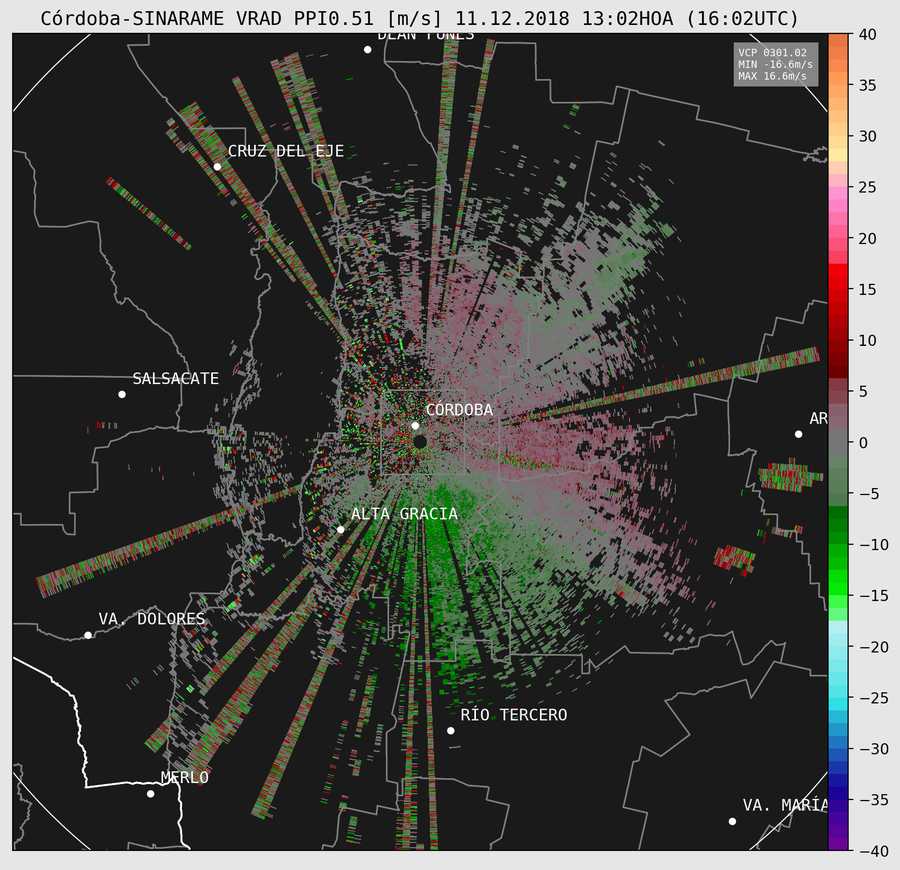 Córdoba-SINARAME VRAD PPI0.51 [m/s] 11.12.2018 13:02HOA (16:02UTC)
DEAN FUNES
VCP 0301.02
MIN -16.6m/s
MAX 16.6m/s
CRUZ DEL EJE
SALSACATE
CÓRDOBA
AR
ALTA GRACIA
VA. DOLORES
RÍO TERCERO
MERLO
VA. MARÍA
40
35
30
25
20
15
10
5
0
−5
−10
−15
−20
−25
−30
−35
−40